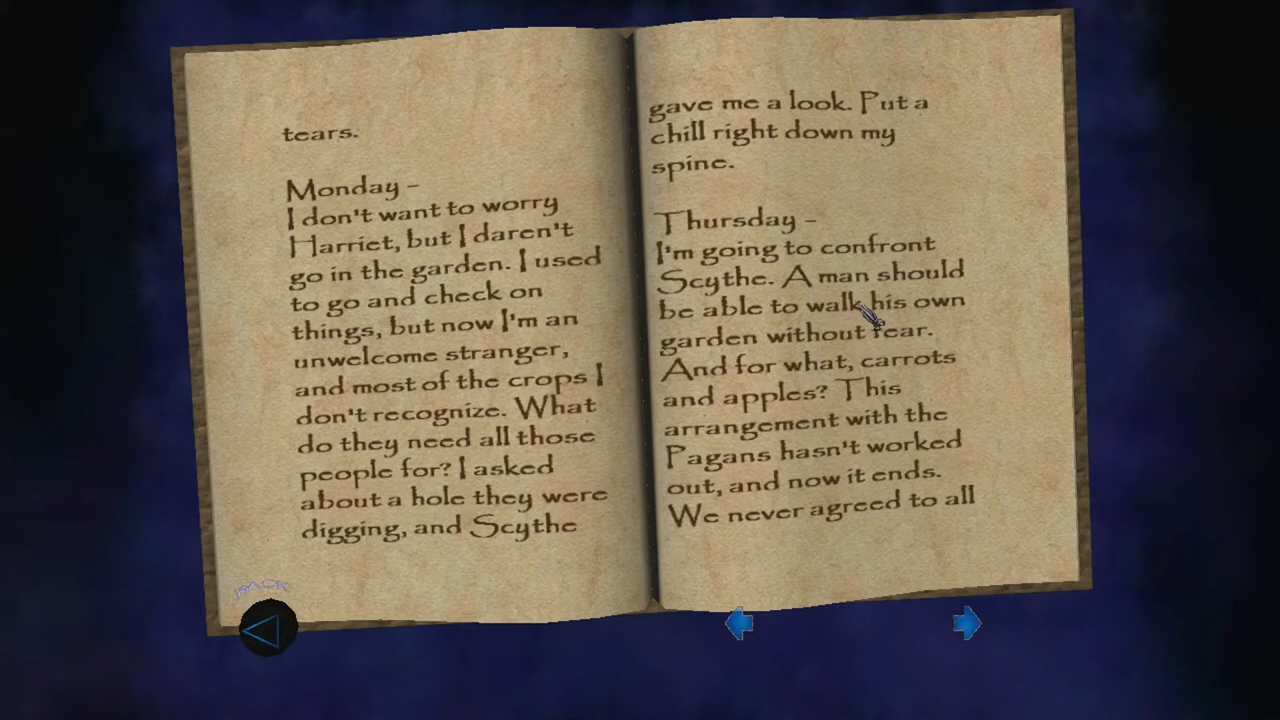 tears.
Monday -
I don't want to worry
Harriet, but I daren't
go in the garden. I used
to go and check on
things, but now I'm an
unwelcome stranger,
and most of the crops I
don't recognize. What
do they need all those
people for? I asked
about a hole they were
digging, and Scythe
gave me a look. Put a
chill right down my
spine.
Thursday -
I'm going to confront
Scythe. A man should
be able to walk his own
garden without fear.
And for what, carrots
and apples? This
arrangement with the
Pagans hasn't worked
out, and now it ends.
We never agreed to all
BACK